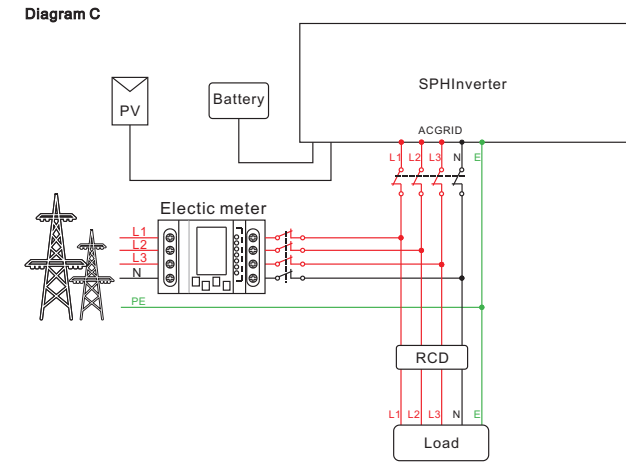 Diagram C
SPHInverter
PV
Battery
ACGRID
L1 L2 L3 N E
Electic meter
L1
L2
L3
N
PE
RCD
L1 L2 L3 N E
Load